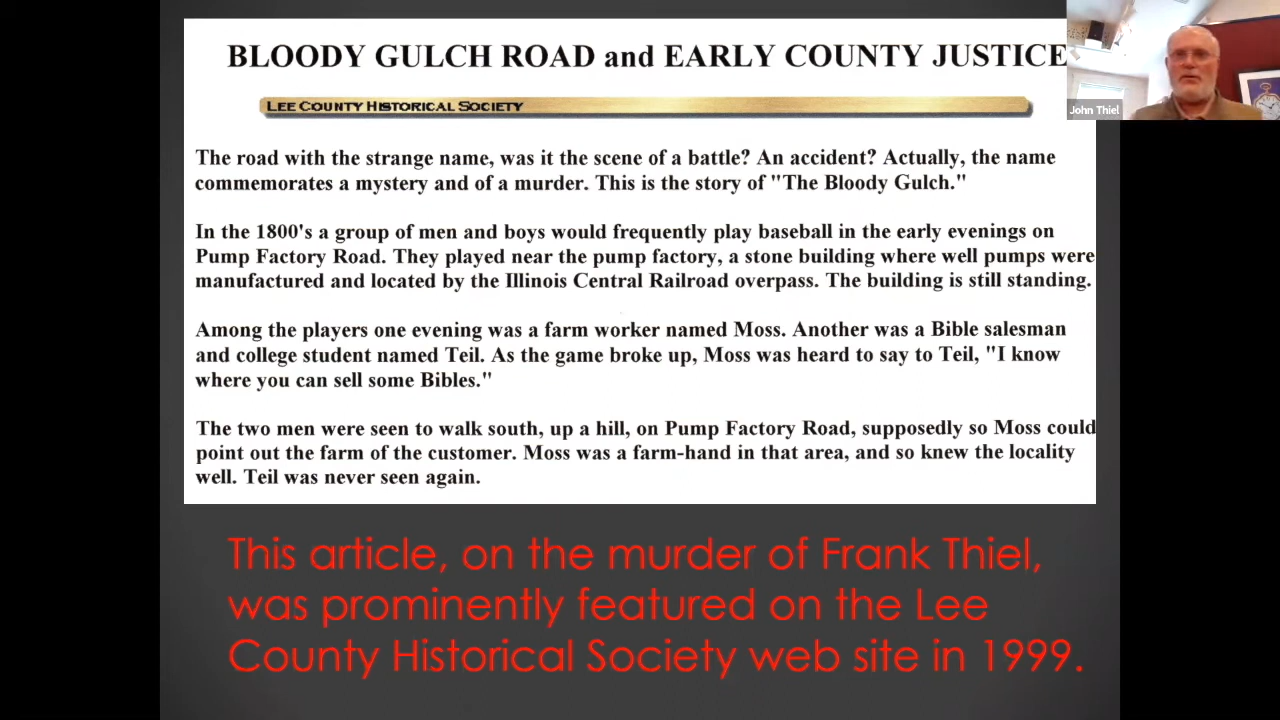 BLOODY GULCH ROAD and EARLY COUNTY JUSTICE
LEE COUNTY HISTORICAL SOCIETY
John Thiel
The road with the strange name, was it the scene of a battle? An accident? Actually, the name
commemorates a mystery and of a murder. This is the story of "The Bloody Gulch."
In the 1800's a group of men and boys would frequently play baseball in the early evenings on
Pump Factory Road. They played near the pump factory, a stone building where well pumps were
manufactured and located by the Illinois Central Railroad overpass. The building is still standing.
Among the players one evening was a farm worker named Moss. Another was a Bible salesman
and college student named Teil. As the game broke up, Moss was heard to say to Teil, "I know
where you can sell some Bibles."
The two men were seen to walk south, up a hill, on Pump Factory Road, supposedly so Moss could
point out the farm of the customer. Moss was a farm-hand in that area, and so knew the locality
well. Teil was never seen again.
This article, on the murder of Frank Thiel,
was prominently featured on the Lee
County Historical Society web site in 1999.